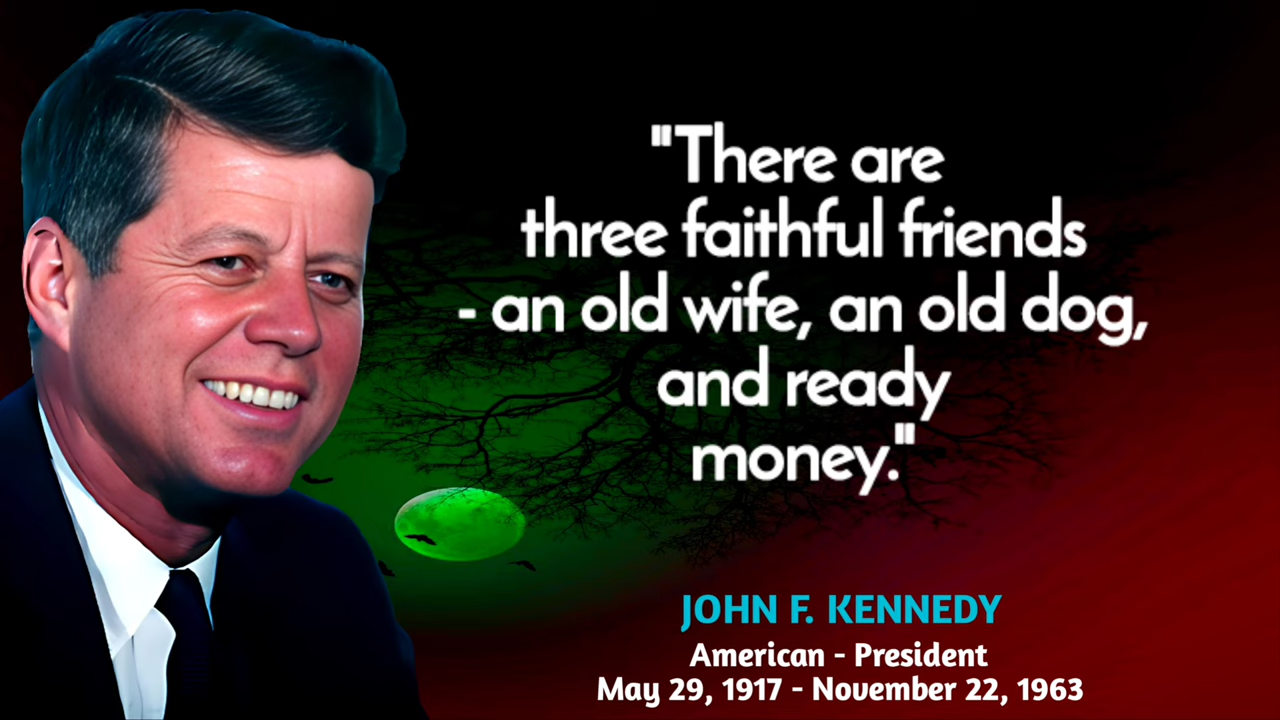 "There are
three faithful friends
- an old wife, an old dog,
and ready
money."
JOHN F. KENNEDY
American - President
May 29, 1917 - November 22, 1963